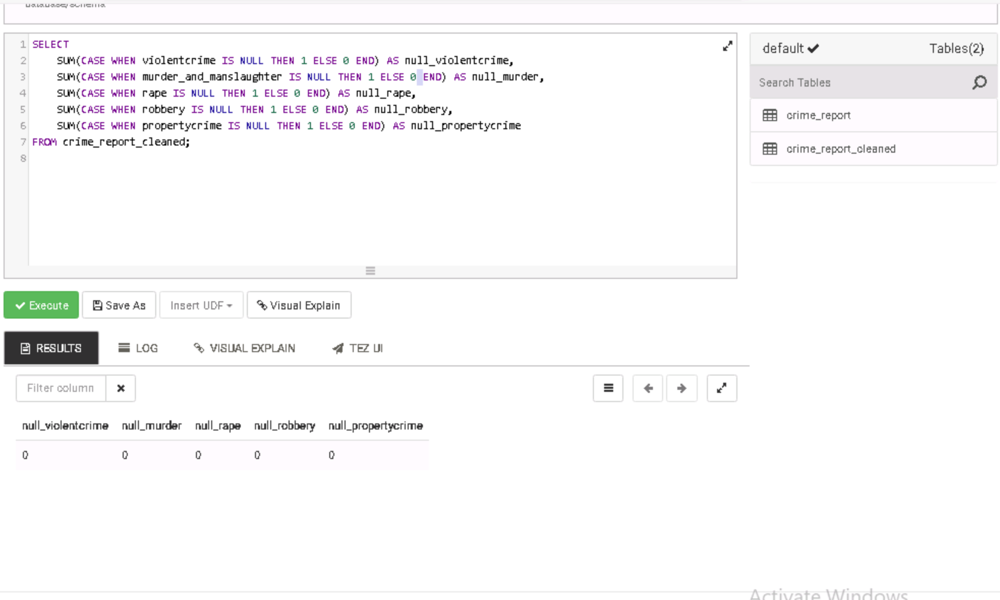 database/schema
1 SELECT
2 SUM(CASE WHEN violentcrime IS NULL THEN 1 ELSE 0 END) AS null_violentcrime,
3 SUM(CASE WHEN murder_and_manslaughter IS NULL THEN 1 ELSE 0 END) AS null_murder,
4 SUM(CASE WHEN rape IS NULL THEN 1 ELSE 0 END) AS null_rape,
5 SUM(CASE WHEN robbery IS NULL THEN 1 ELSE 0 END) AS null_robbery,
6 SUM(CASE WHEN propertycrime IS NULL THEN 1 ELSE 0 END) AS null_propertycrime
7 FROM crime_report_cleaned;
8
default Tables(2)
Search Tables
crime_report
crime_report_cleaned
Execute Save As Insert UDF Visual Explain
RESULTS LOG VISUAL EXPLAIN TEZ UI
Filter column
null_violentcrime null_murder null_rape null_robbery null_propertycrime
0 0 0 0 0
Activate Windows